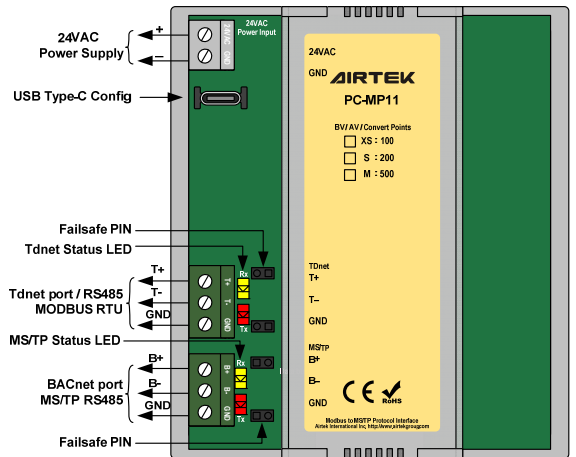 24VAC
Power Supply
+
−
24VAC
GND
24VAC
Power Input
USB Type-C Config
Failsafe PIN
Tdnet Status LED
T+
T-
GND
Tdnet port / RS485
MODBUS RTU
T+
T-
GND
Rx
Tx
MS/TP Status LED
B+
B-
GND
BACnet port
MS/TP RS485
B+
B-
GND
Rx
Tx
Failsafe PIN
24VAC
GND
AIRTEK
PC-MP11
BV/ AV / Convert Points
XS : 100
S : 200
M : 500
TDnet
T+
T–
GND
MS/TP
B+
B–
GND
CE
RoHS
Modbus to MS/TP Protocol Interface
Airtek International Inc, http://www.airtekgroup.com